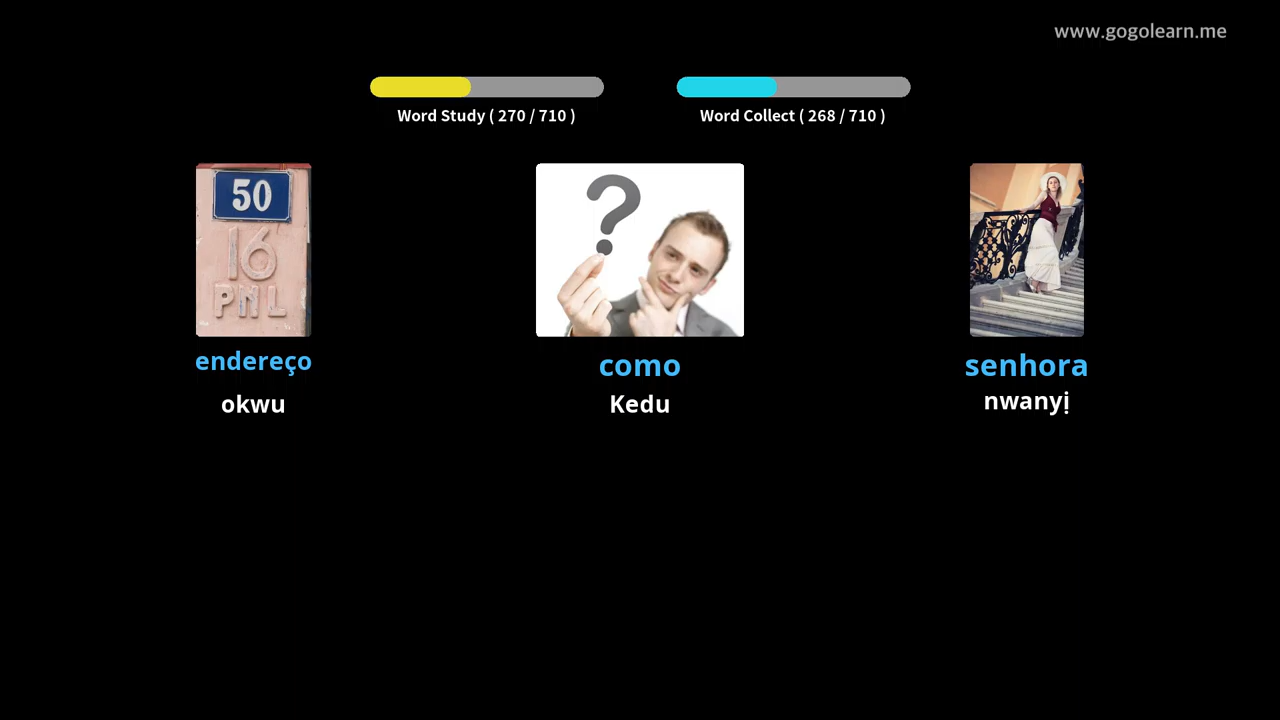 www.gogolearn.me
Word Study ( 270 / 710 )
Word Collect ( 268 / 710 )
50
16
PNL
endereço
como
senhora
okwu
Kedu
nwanyị